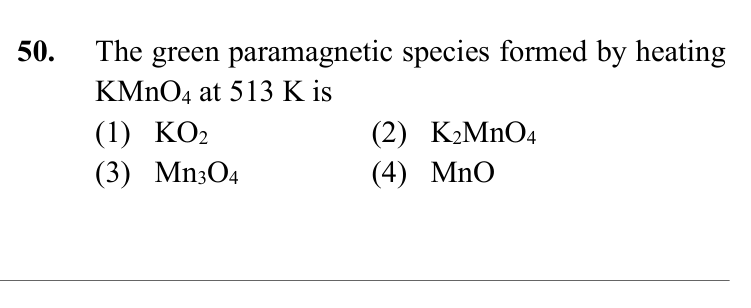 50. The green paramagnetic species formed by heating
KMnO₄ at 513 K is
(1) KO₂ (2) K₂MnO₄
(3) Mn₃O₄ (4) MnO